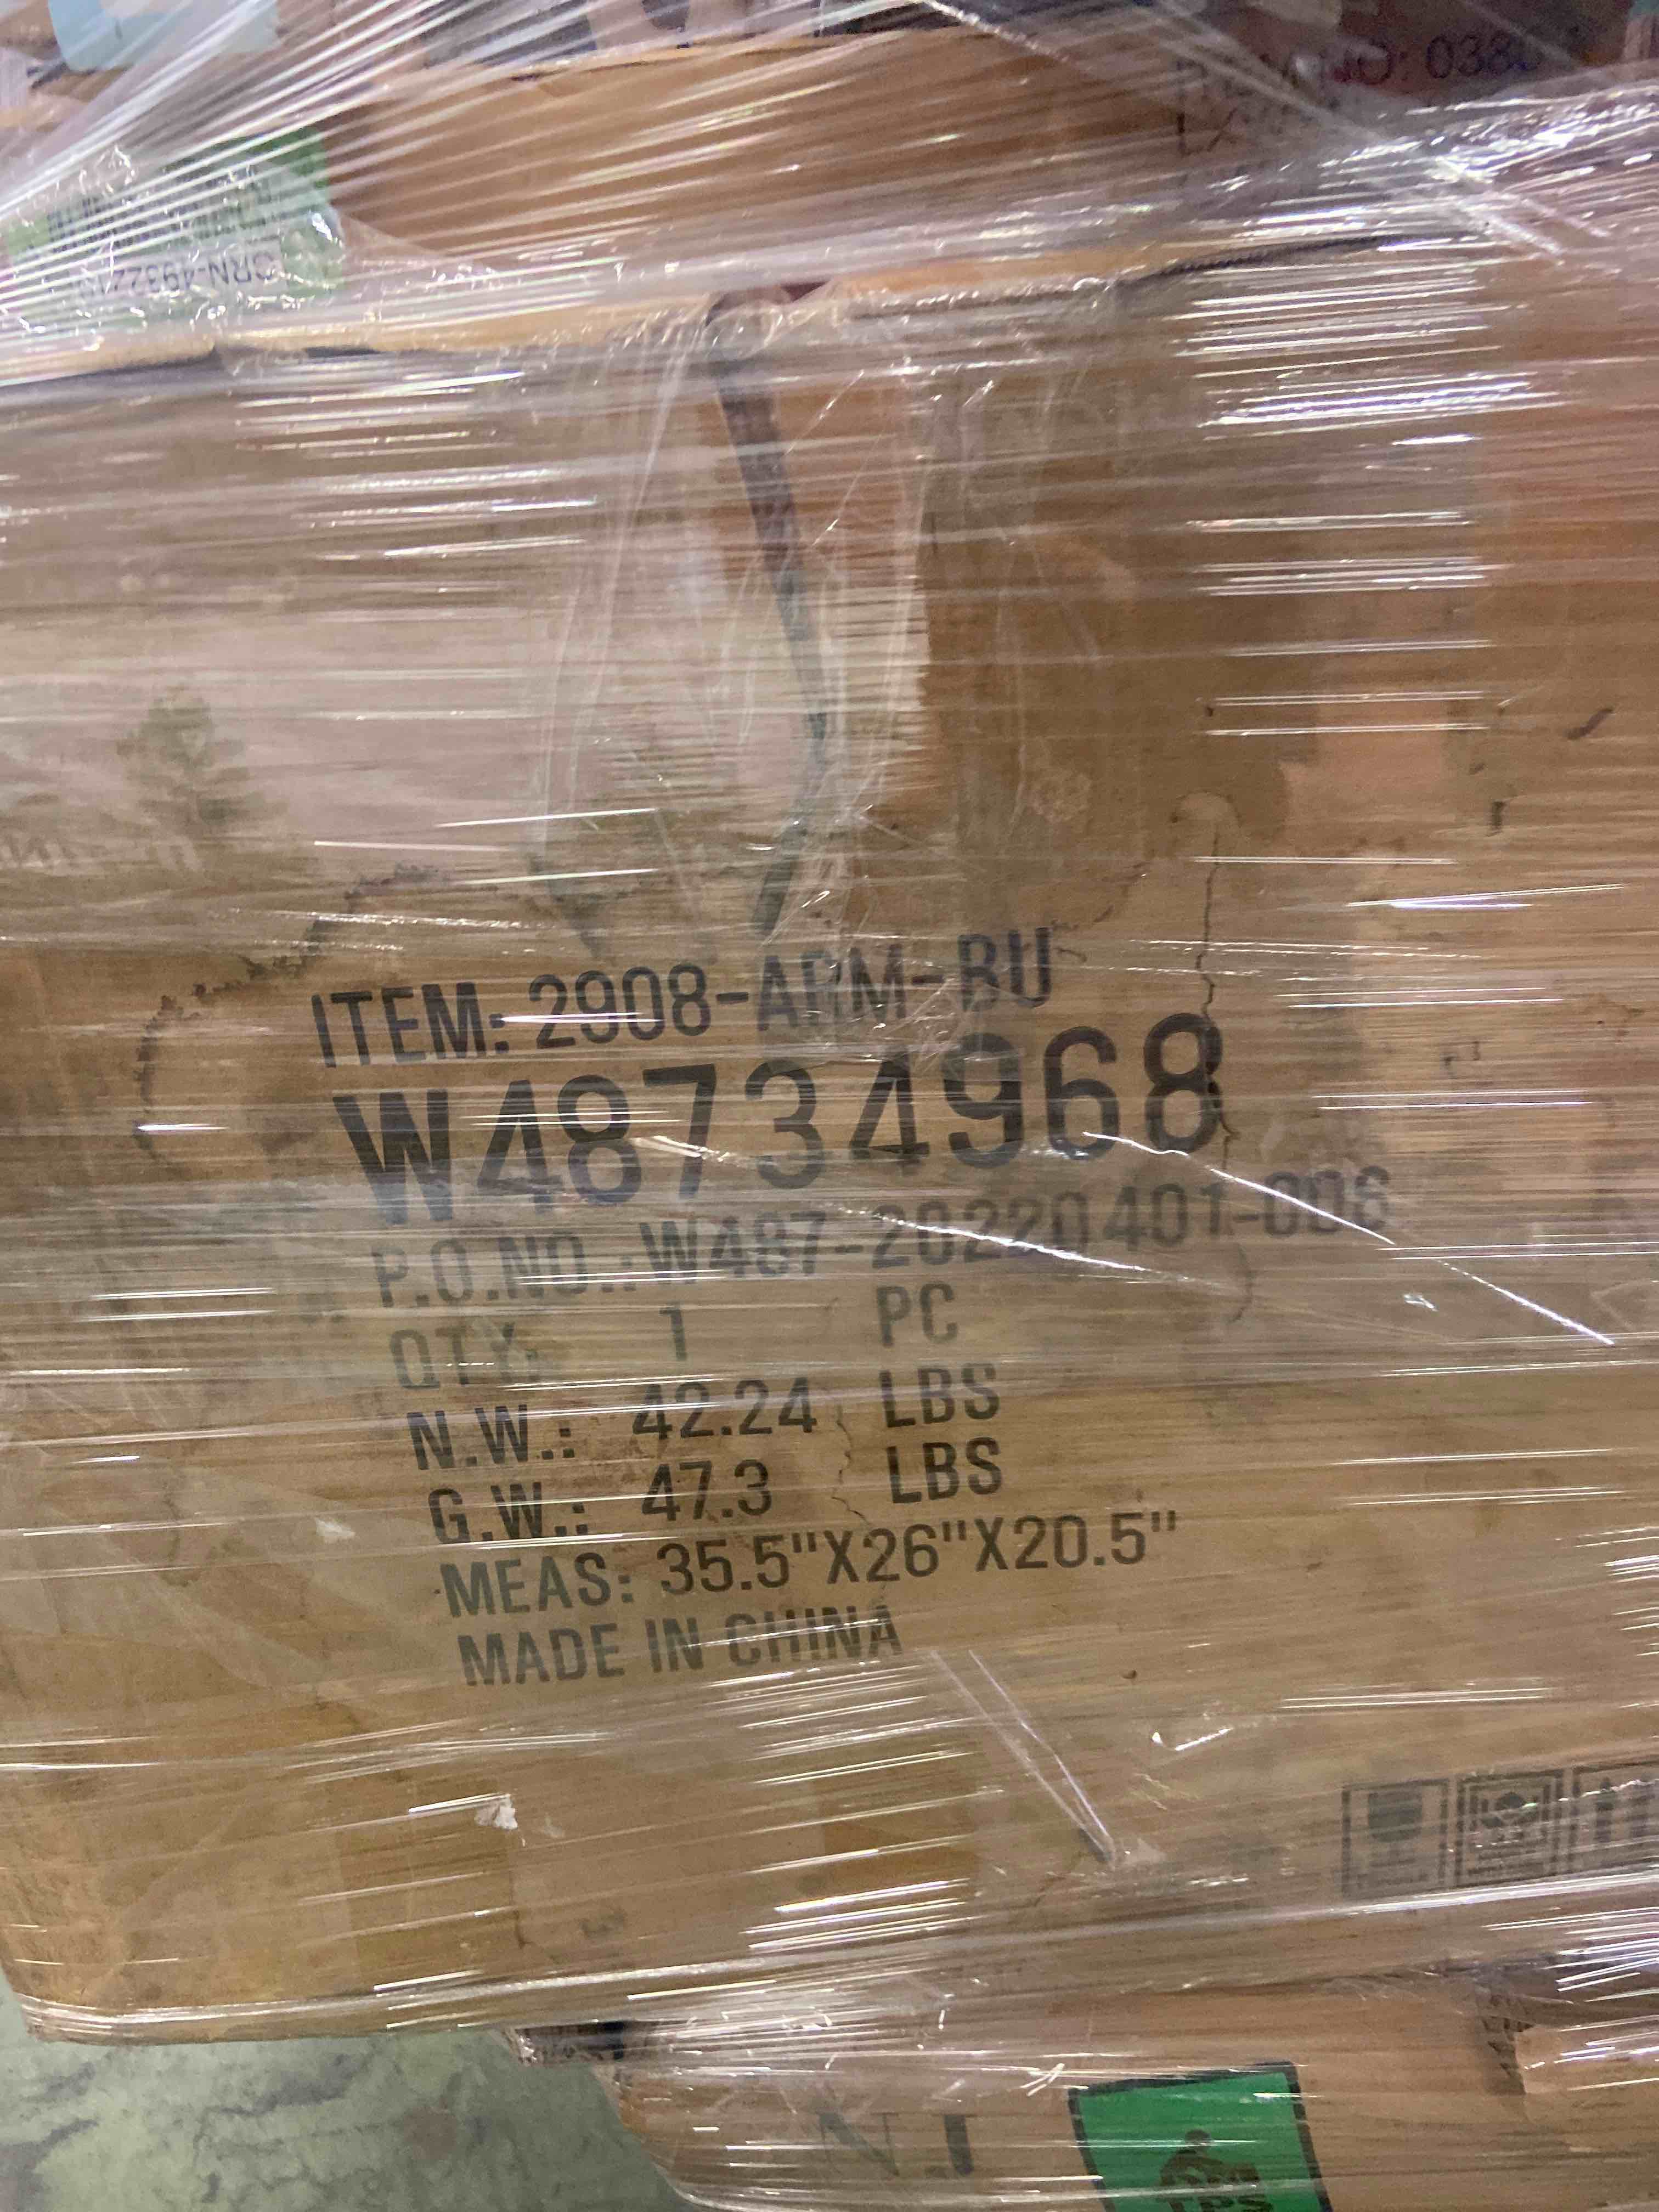 ITEM: 2908-ARM-BU
W48734968
P.O.NO.:W487-20220401-006
QTY: 1 PC
N.W.: 42.24 LBS
G.W.: 47.3 LBS
MEAS: 35.5"X26"X20.5"
MADE IN CHINA